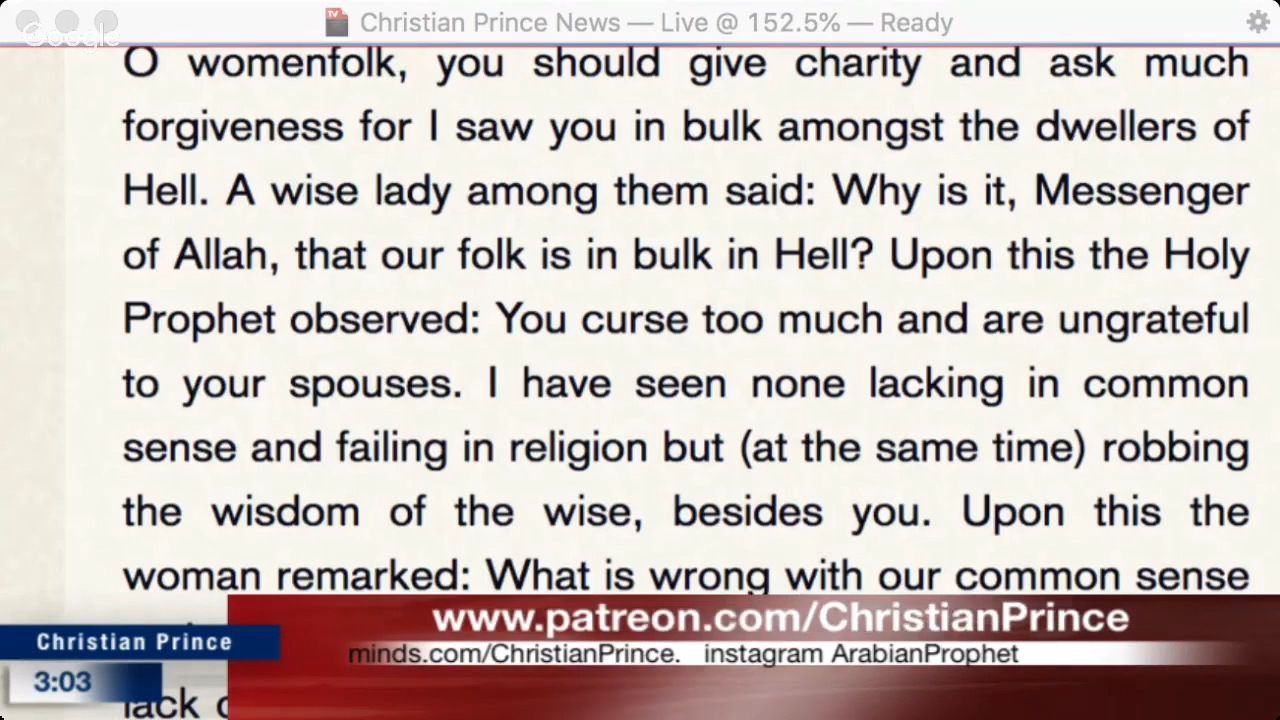 Christian Prince News — Live @ 152.5% — Ready
Google
O womenfolk, you should give charity and ask much
forgiveness for I saw you in bulk amongst the dwellers of
Hell. A wise lady among them said: Why is it, Messenger
of Allah, that our folk is in bulk in Hell? Upon this the Holy
Prophet observed: You curse too much and are ungrateful
to your spouses. I have seen none lacking in common
sense and failing in religion but (at the same time) robbing
the wisdom of the wise, besides you. Upon this the
woman remarked: What is wrong with our common sense
www.patreon.com/ChristianPrince
Christian Prince
minds.com/ChristianPrince. instagram ArabianProphet
3:03
lack